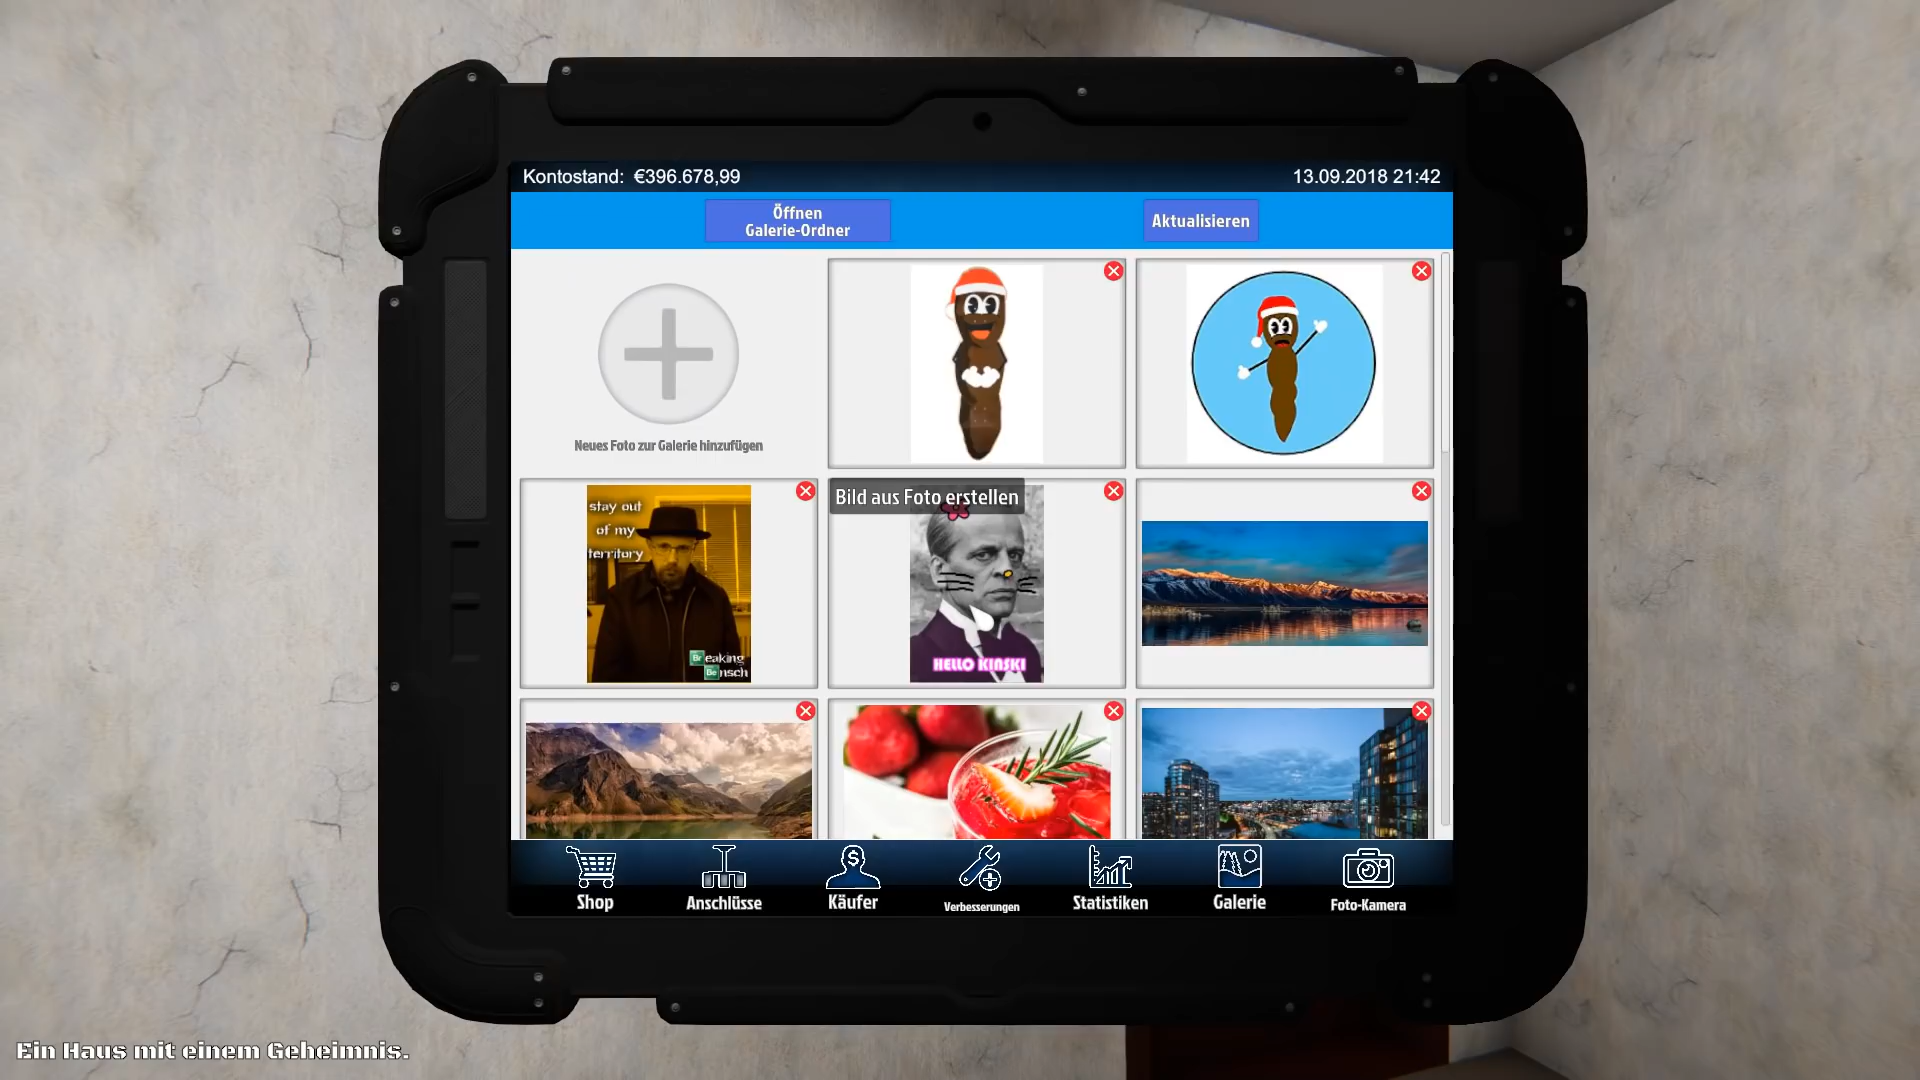 Kontostand: €396.678,99
13.09.2018 21:42
Öffnen
Galerie-Ordner
Aktualisieren
Neues Foto zur Galerie hinzufügen
stay out
of my
territory
Breaking
Bensch
Bild aus Foto erstellen
HELLO KINSKI
Shop
Anschlüsse
Käufer
Verbesserungen
Statistiken
Galerie
Foto-Kamera
Ein Haus mit einem Geheimnis.